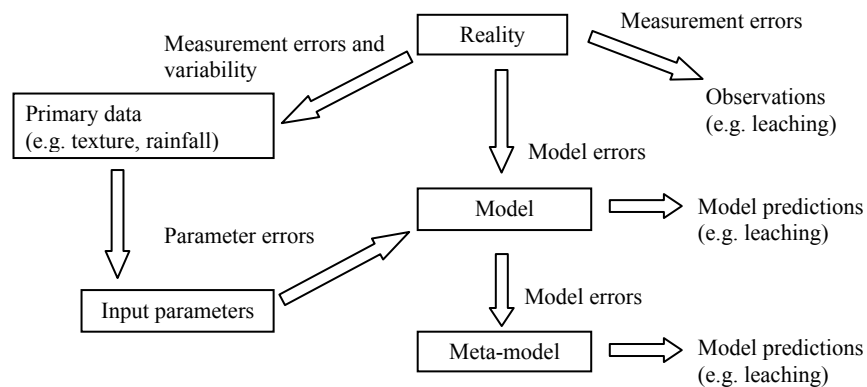 Measurement errors
Reality
Measurement errors and
variability
Primary data
(e.g. texture, rainfall)
Observations
(e.g. leaching)
Model errors
Model
Model predictions
(e.g. leaching)
Parameter errors
Input parameters
Model errors
Meta-model
Model predictions
(e.g. leaching)